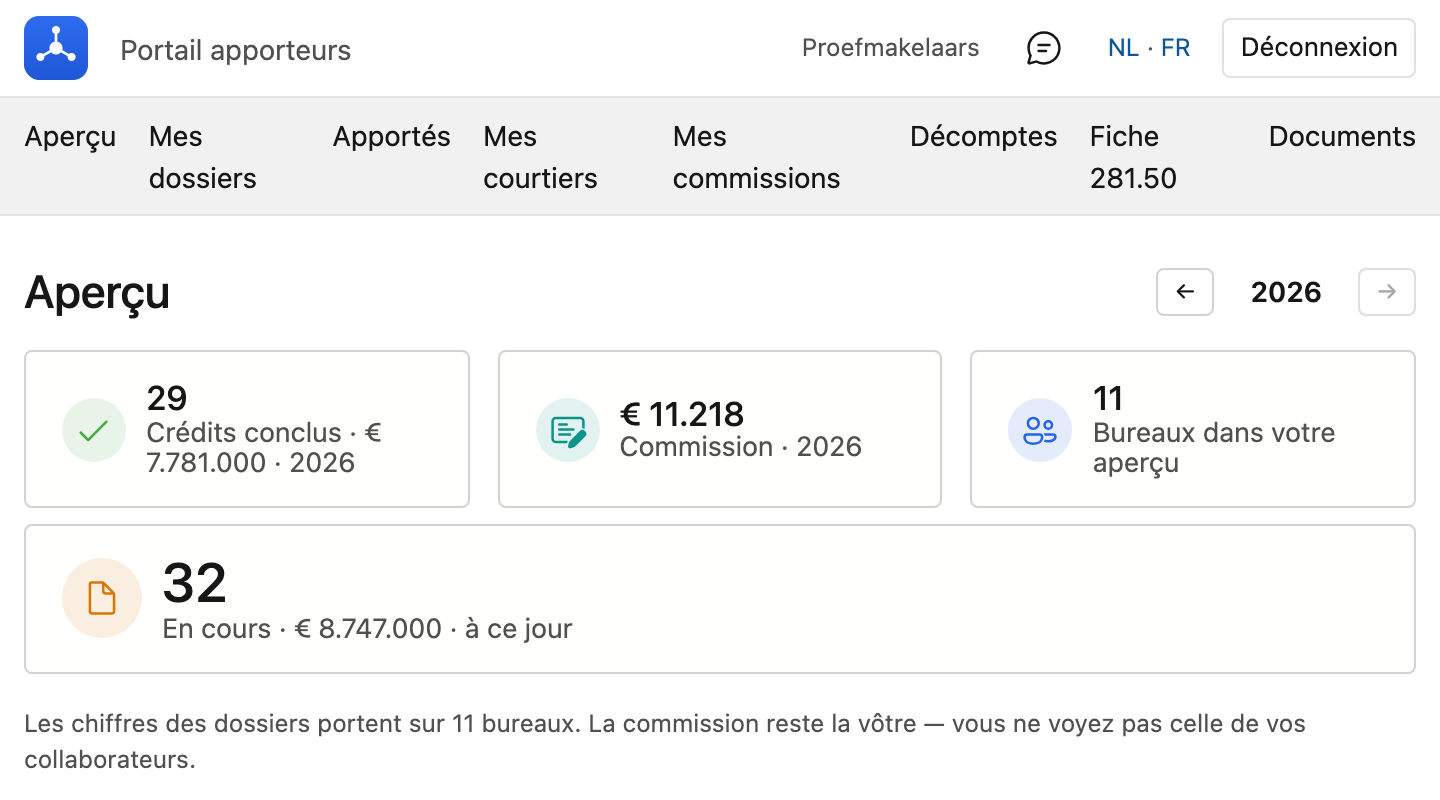 Portail apporteurs
Proefmakelaars
NL · FR
Déconnexion
Aperçu
Mes dossiers
Apportés
Mes courtiers
Mes commissions
Décomptes
Fiche 281.50
Documents
Aperçu
2026
29
Crédits conclus · €
7.781.000 · 2026
€ 11.218
Commission · 2026
11
Bureaux dans votre
aperçu
32
En cours · € 8.747.000 · à ce jour
Les chiffres des dossiers portent sur 11 bureaux. La commission reste la vôtre — vous ne voyez pas celle de vos
collaborateurs.